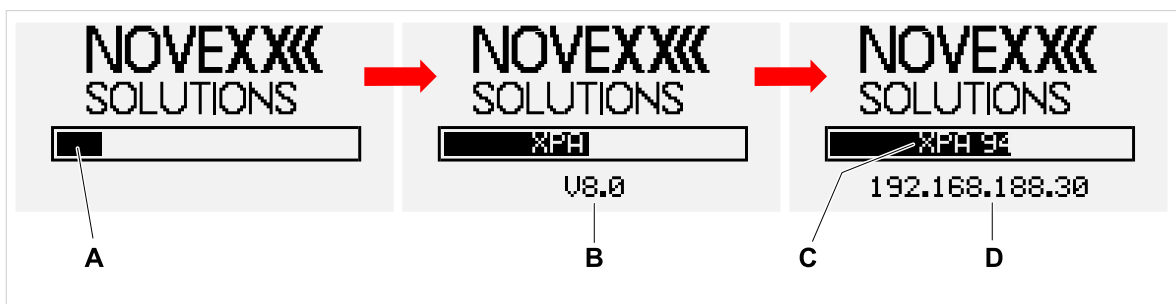 NOVEXX
SOLUTIONS
NOVEXX
SOLUTIONS
XPA
V8.0
NOVEXX
SOLUTIONS
XPA 94
192.168.188.30
A
B
C
D